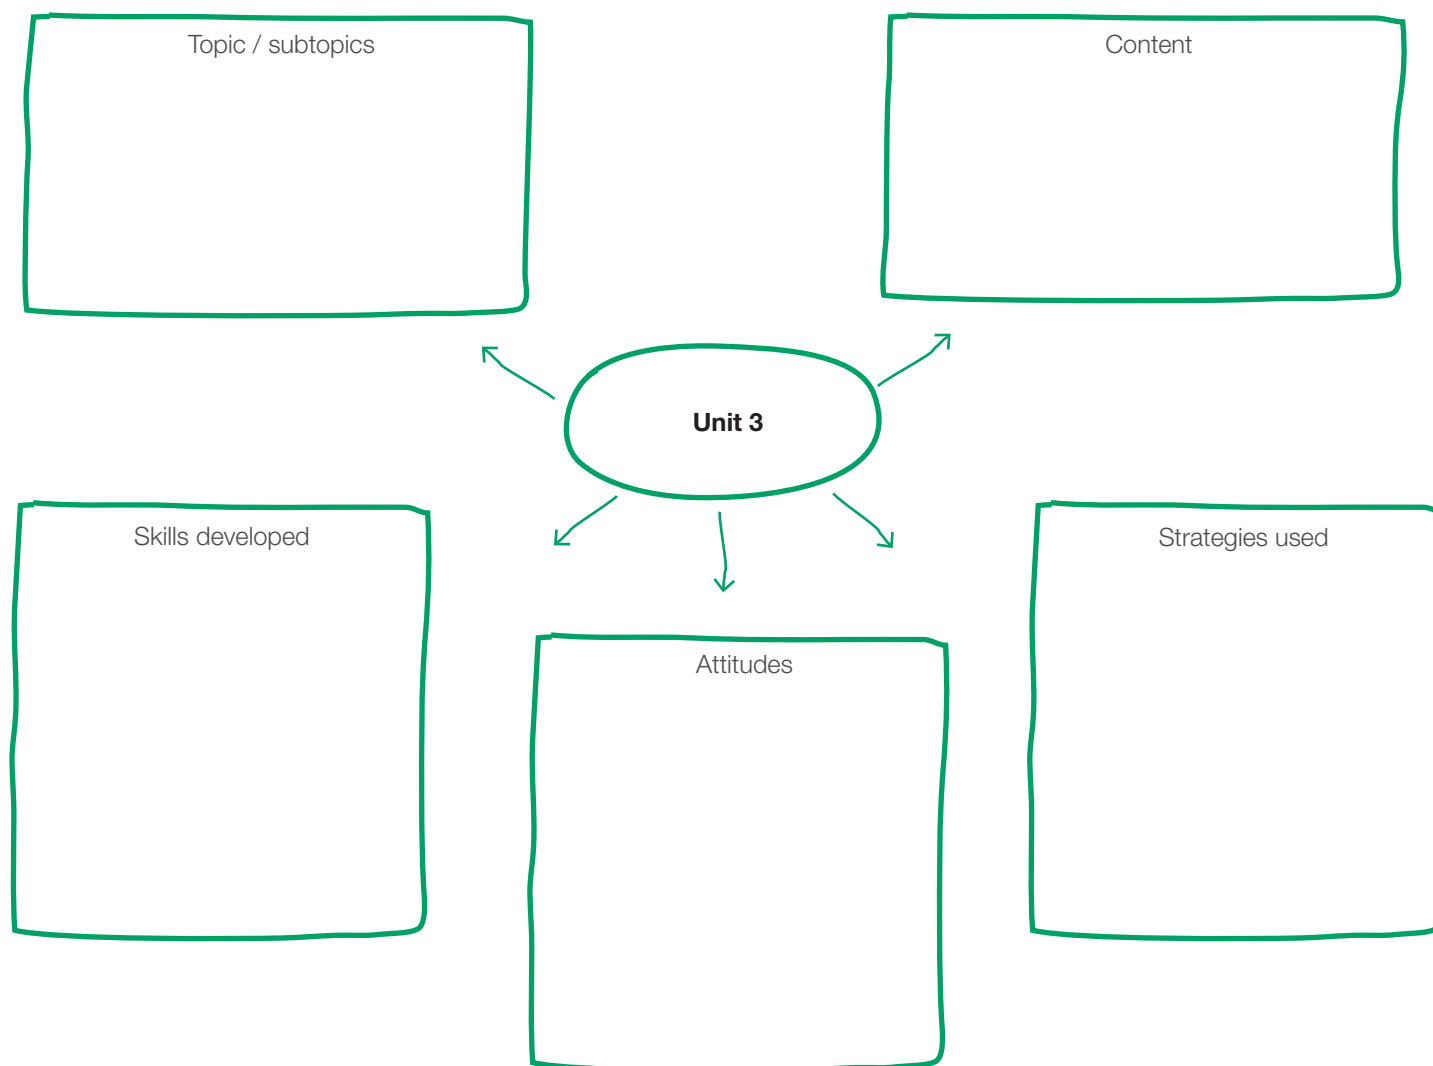 Topic / subtopics
Content
Unit 3
Skills developed
Strategies used
Attitudes